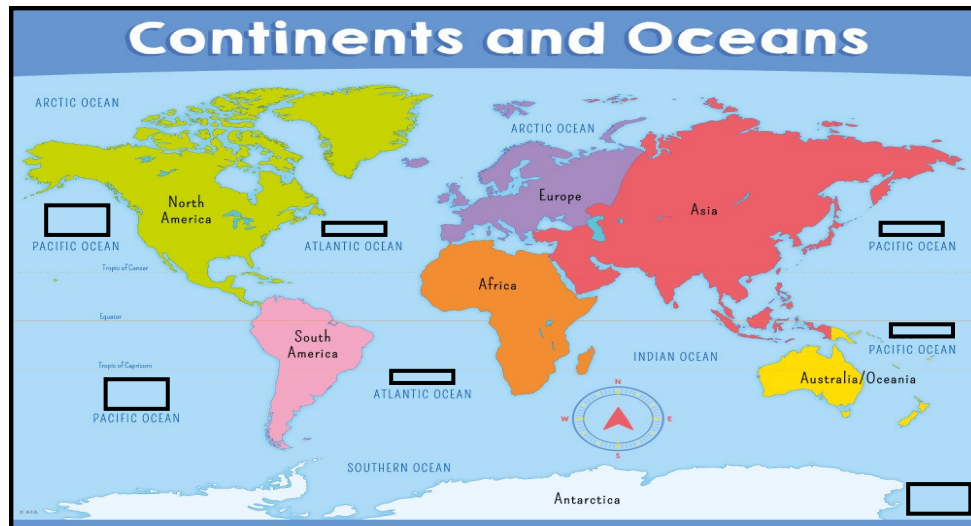 Continents and Oceans
ARCTIC OCEAN
ARCTIC OCEAN
North
America
Europe
Asia
PACIFIC OCEAN
ATLANTIC OCEAN
PACIFIC OCEAN
Tropic of Cancer
Africa
Equator
South
America
PACIFIC OCEAN
INDIAN OCEAN
Tropic of Capricorn
Australia/Oceania
ATLANTIC OCEAN
PACIFIC OCEAN
N
W
E
S
SOUTHERN OCEAN
Antarctica